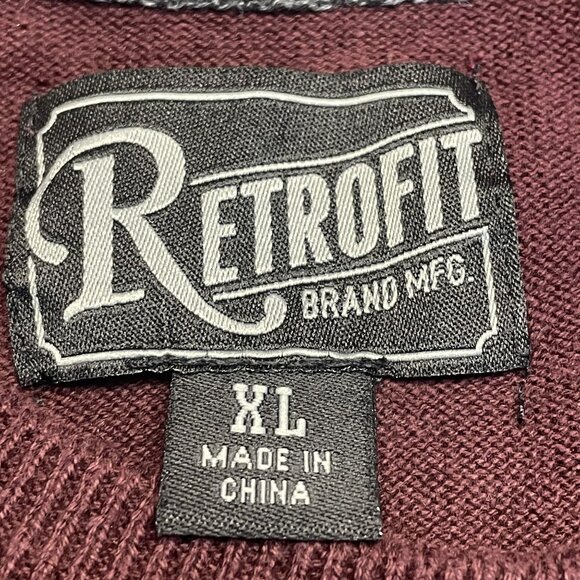 RETROFIT
BRAND MFG.
XL
MADE IN
CHINA